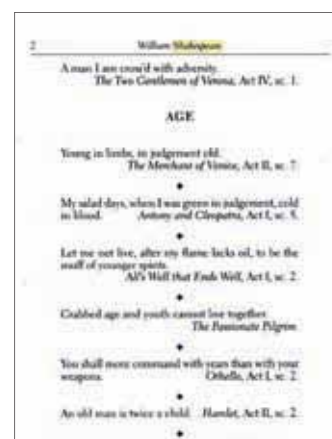 2 William Shakespeare
A man I am cross'd with adversity.
The Two Gentlemen of Verona, Act IV, sc. 1.
AGE
Young in limbs, in judgement old.
The Merchant of Venice, Act II, sc. 7.
My salad days, when I was green in judgement, cold
in blood. Antony and Cleopatra, Act I, sc. 5.
Let me not live, after my flame lacks oil, to be the
snuff of younger spirits.
All's Well that Ends Well, Act I, sc. 2.
Crabbed age and youth cannot live together.
The Passionate Pilgrim.
You shall more command with years than with your
weapons. Othello, Act I, sc. 2.
An old man is twice a child. Hamlet, Act II, sc. 2.